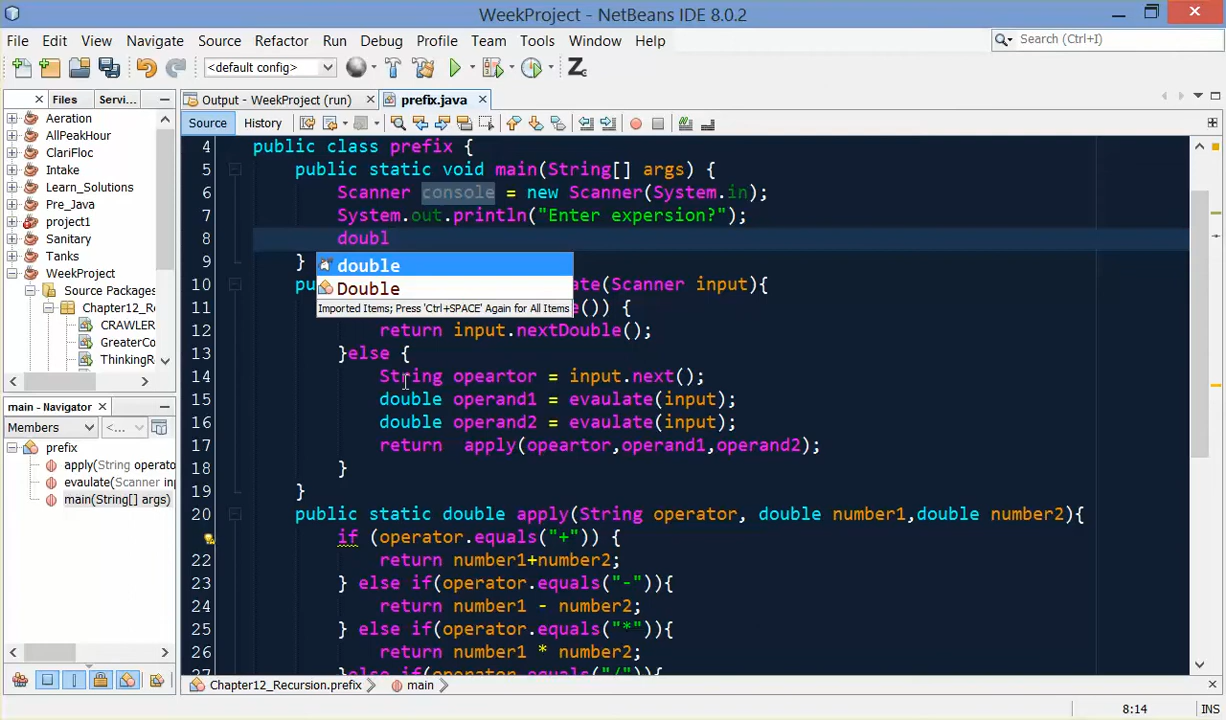 WeekProject - NetBeans IDE 8.0.2
File Edit View Navigate Source Refactor Run Debug Profile Team Tools Window Help
Search (Ctrl+I)
<default config>
Files Servi...
Output - WeekProject (run) prefix.java
Source History
Aeration
AllPeakHour
ClariFloc
Intake
Learn_Solutions
Pre_Java
project1
Sanitary
Tanks
WeekProject
Source Packages
Chapter12_R
CRAWLER
GreaterCo
ThinkingR
4 public class prefix {
5 public static void main(String[] args) {
6 Scanner console = new Scanner(System.in);
7 System.out.println("Enter expersion?");
8 doubl
9 }
double
Double
Imported Items; Press 'Ctrl+SPACE' Again for All Items
10 pu ate(Scanner input){
11 e()) {
12 return input.nextDouble();
13 }else {
14 String opeartor = input.next();
15 double operand1 = evaulate(input);
16 double operand2 = evaulate(input);
17 return apply(opeartor,operand1,operand2);
18 }
19 }
20 public static double apply(String operator, double number1,double number2){
if (operator.equals("+")) {
22 return number1+number2;
23 } else if(operator.equals("-")){
24 return number1 - number2;
25 } else if(operator.equals("*")){
26 return number1 * number2;
27 }else if(operator.equals("/")){
main - Navigator
Members <...
prefix
apply(String operato
evaulate(Scanner in
main(String[] args)
Chapter12_Recursion.prefix main
8:14 INS